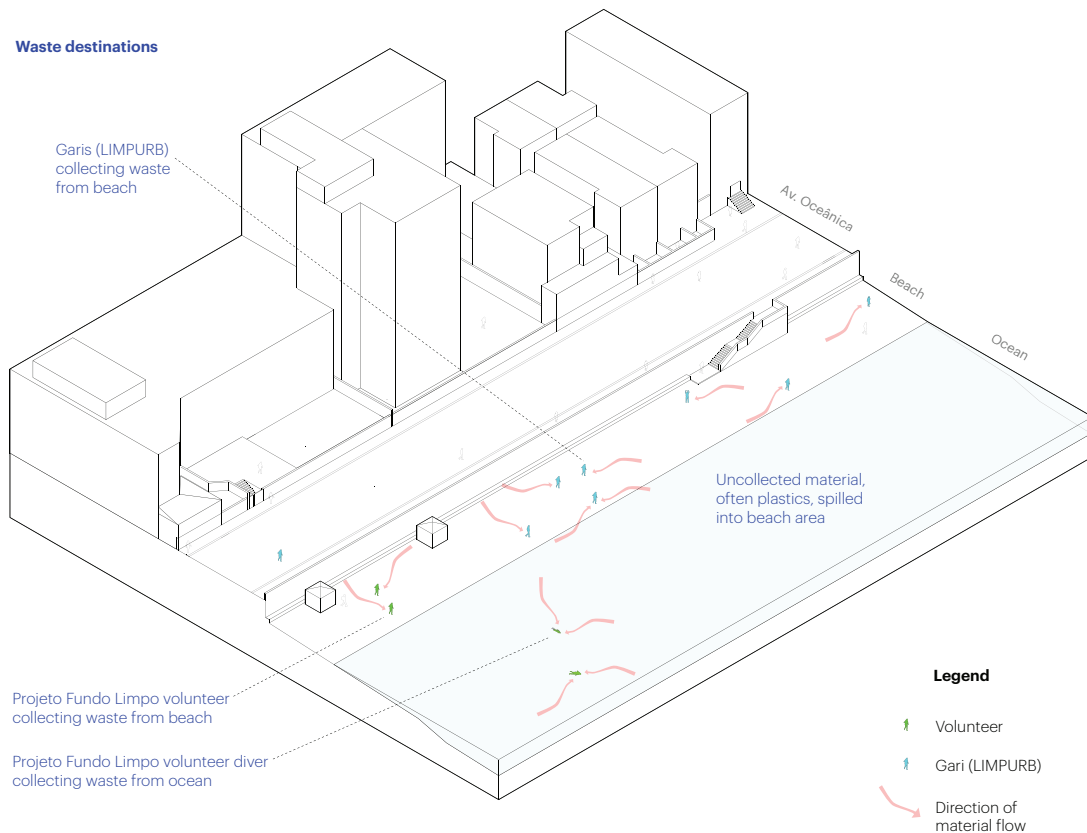 Waste destinations
Garis (LIMPURB)
collecting waste
from beach
Av. Oceânica
Beach
Ocean
Uncollected material,
often plastics, spilled
into beach area
Projeto Fundo Limpo volunteer
collecting waste from beach
Projeto Fundo Limpo volunteer diver
collecting waste from ocean
Legend
Volunteer
Gari (LIMPURB)
Direction of
material flow